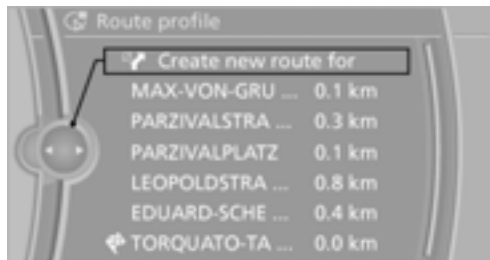 Route profile
Create new route for
MAX-VON-GRU ... 0.1 km
PARZIVALSTRA ... 0.3 km
PARZIVALPLATZ 0.1 km
LEOPOLDSTRA ... 0.8 km
EDUARD-SCHE ... 0.4 km
TORQUATO-TA ... 0.0 km